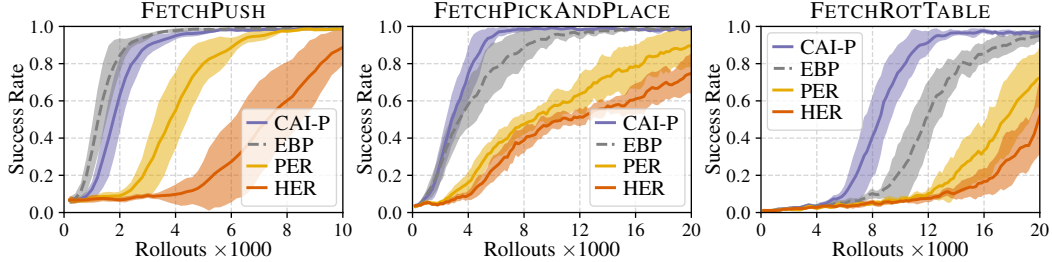 FETCHPUSH
Success Rate
1.0
0.8
0.6
0.4
0.2
0.0
CAI-P
EBP
PER
HER
0 2 4 6 8 10
Rollouts ×1000
FETCHPICKANDPLACE
Success Rate
1.0
0.8
0.6
0.4
0.2
0.0
CAI-P
EBP
PER
HER
0 4 8 12 16 20
Rollouts ×1000
FETCHROTTABLE
Success Rate
1.0
0.8
0.6
0.4
0.2
0.0
CAI-P
EBP
PER
HER
0 4 8 12 16 20
Rollouts ×1000